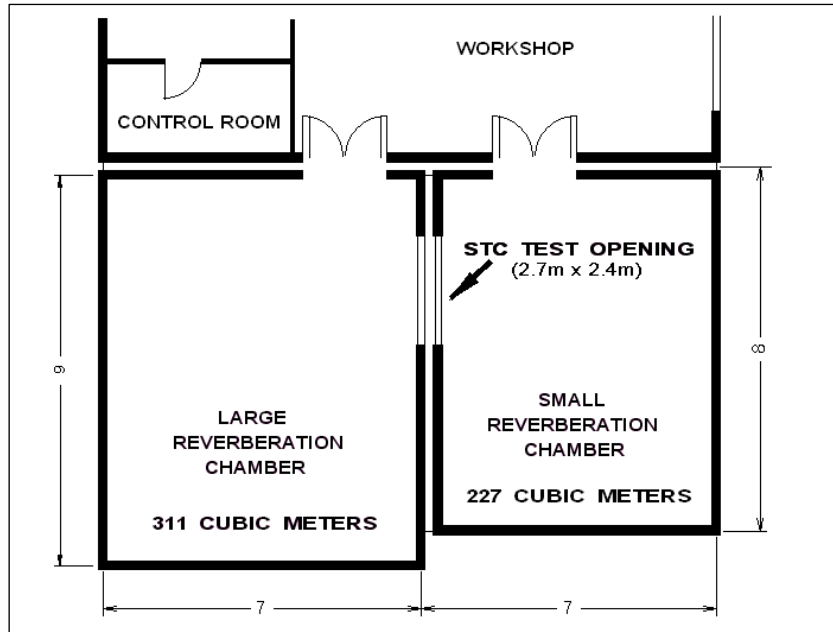 WORKSHOP
CONTROL ROOM
STC TEST OPENING
(2.7m x 2.4m)
9
8
LARGE
REVERBERATION
CHAMBER
SMALL
REVERBERATION
CHAMBER
311 CUBIC METERS
227 CUBIC METERS
7
7